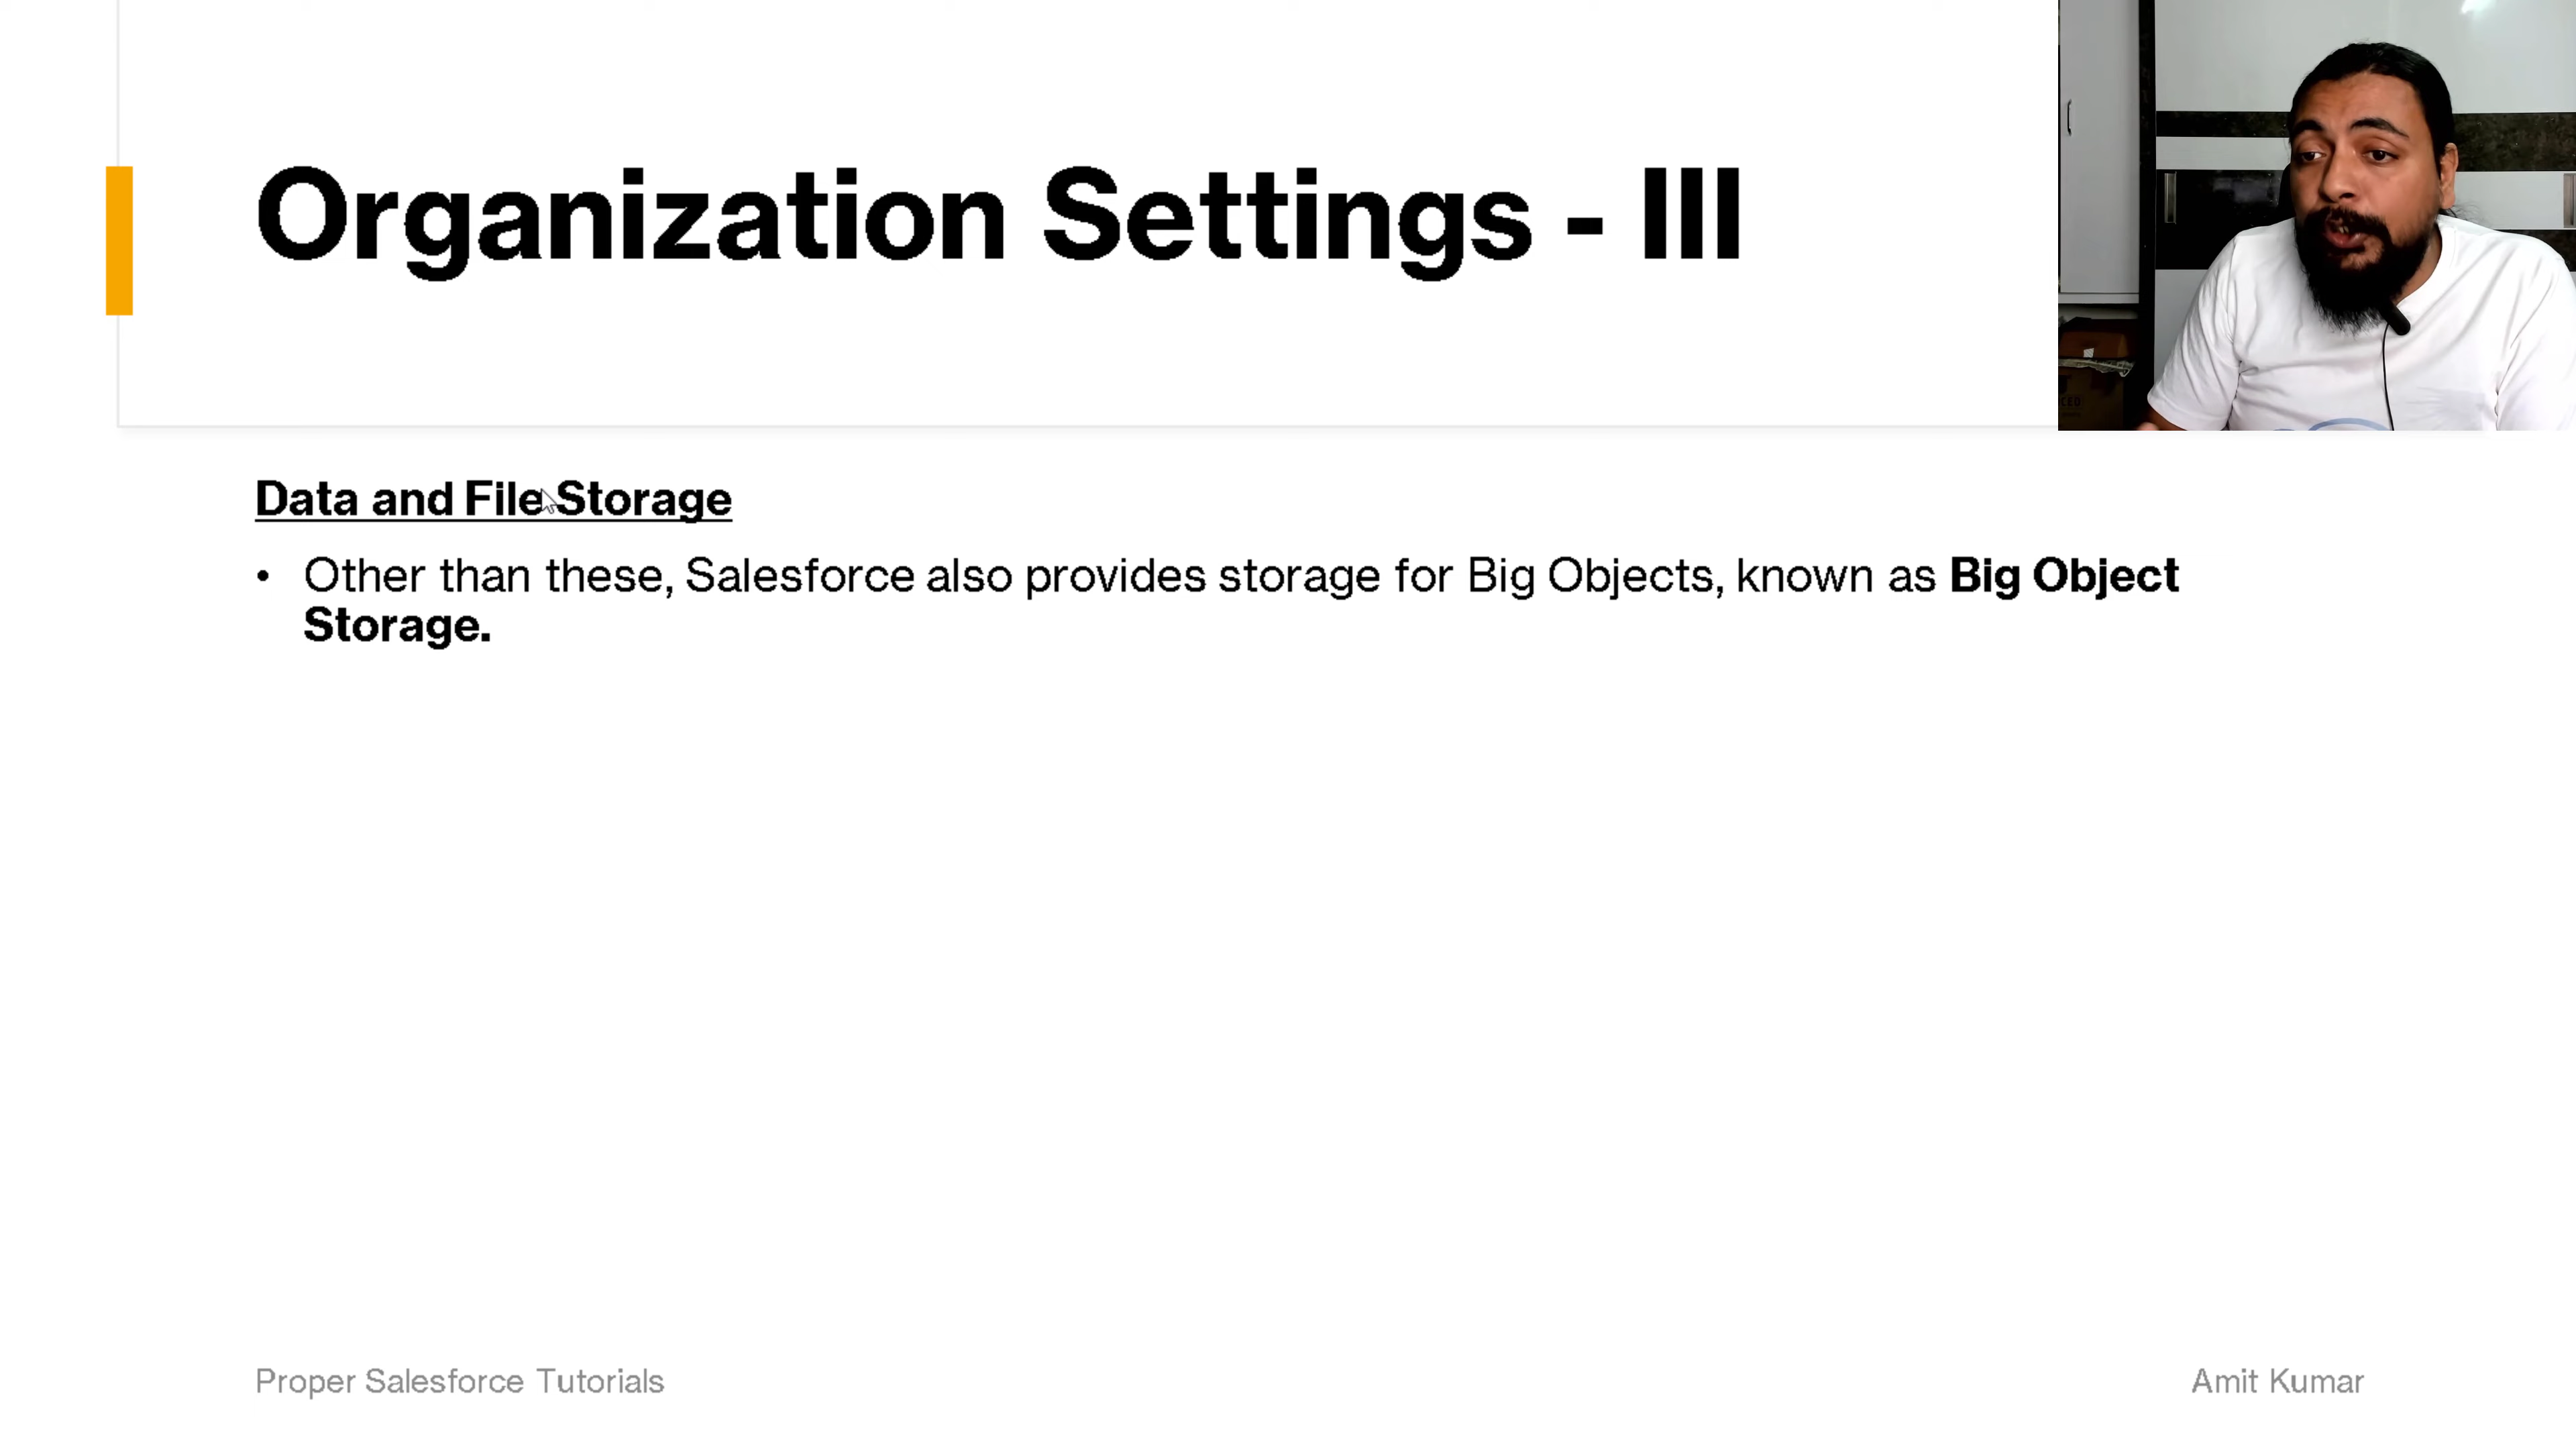 Organization Settings - III
Data and File Storage
• Other than these, Salesforce also provides storage for Big Objects, known as Big Object
Storage.
Proper Salesforce Tutorials
Amit Kumar